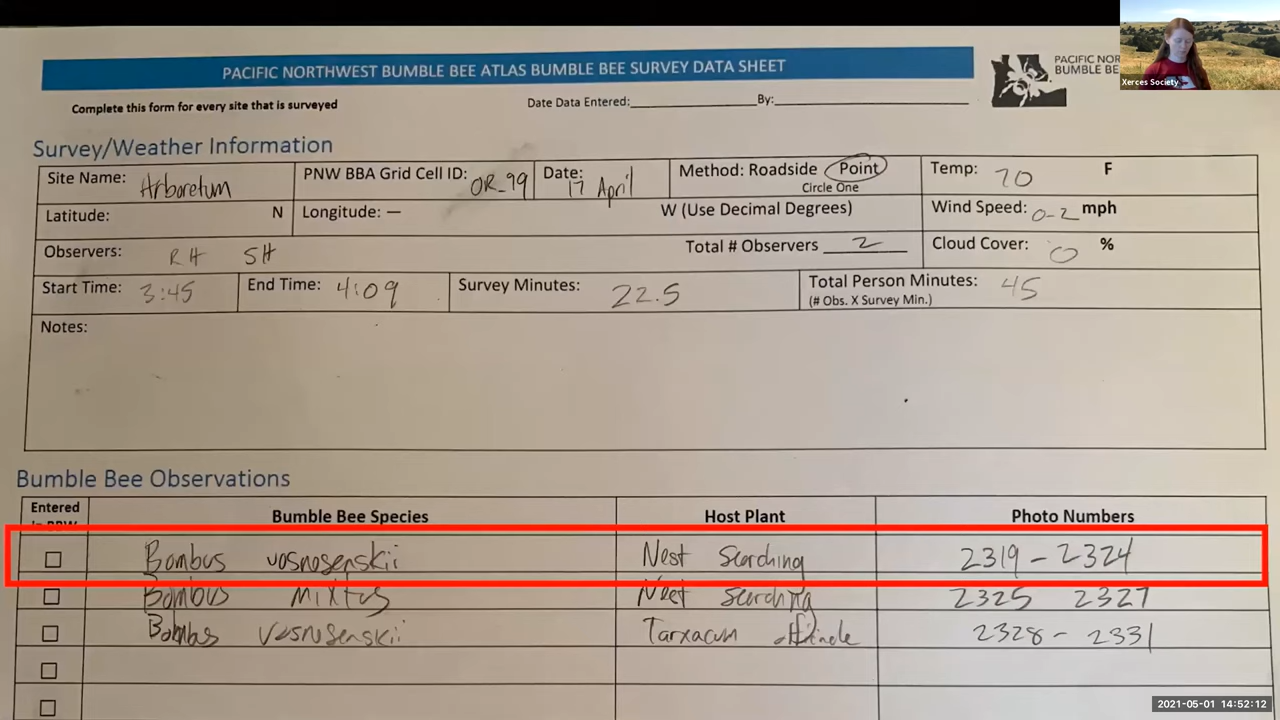 PACIFIC NORTHWEST BUMBLE BEE ATLAS BUMBLE BEE SURVEY DATA SHEET
PACIFIC NOR
BUMBLE BE
Xerces Society
Complete this form for every site that is surveyed
Date Data Entered:
By:
Survey/Weather Information
Site Name: Arboretum
PNW BBA Grid Cell ID: OR_99
Date: 17 April
Method: Roadside Point
Circle One
Temp: 70 F
Latitude: N
Longitude: — W (Use Decimal Degrees)
Wind Speed: 0-2 mph
Observers: RH SH
Total # Observers 2
Cloud Cover: 0 %
Start Time: 3:45
End Time: 4:09
Survey Minutes: 22.5
Total Person Minutes: 45
(# Obs. X Survey Min.)
Notes:
Bumble Bee Observations
Entered
Bumble Bee Species Host Plant Photo Numbers
Bombus vosnosenskii Nest searching 2319 - 2324
Bombus mixtus Nest searching 2325 2327
Bombus vosnosenskii Tarxacum 2328 - 2331
2021-05-01 14:52:12